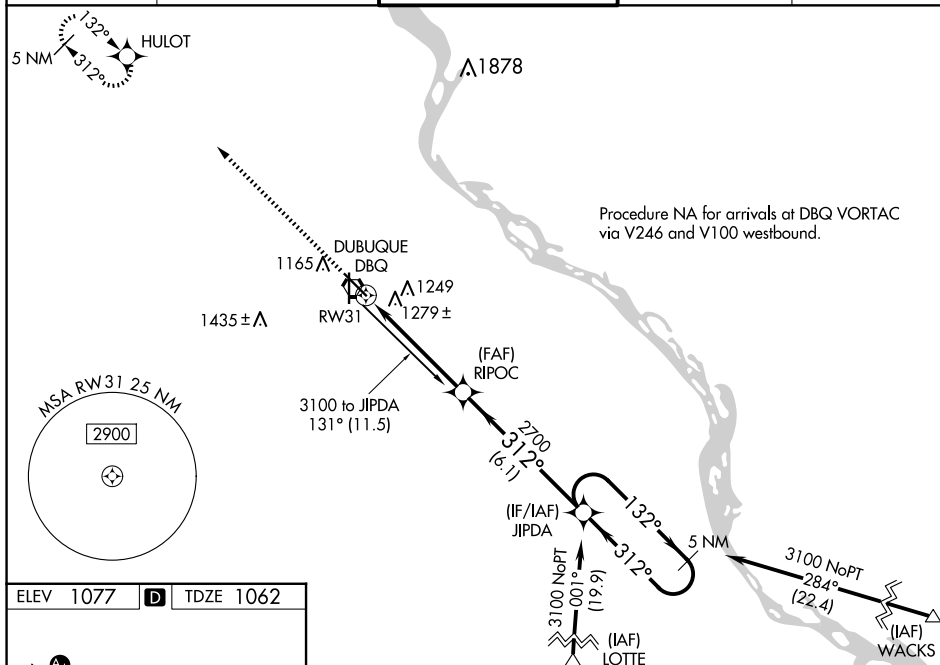 132°
HULOT
5 NM
312°
1878
Procedure NA for arrivals at DBQ VORTAC
via V246 and V100 westbound.
DUBUQUE
DBQ
1165
1249
1279 ±
RW31
1435 ±
(FAF)
RIPOC
3100 to JIPDA
131° (11.5)
MSA RW 31 25 NM
2900
2700
312°
(6.1)
(IF/IAF)
JIPDA
132°
312°
5 NM
3100 NoPT
284°
(22.4)
(IAF)
WACKS
3100 NoPT
001°
(19.9)
(IAF)
LOTTE
ELEV 1077 D TDZE 1062